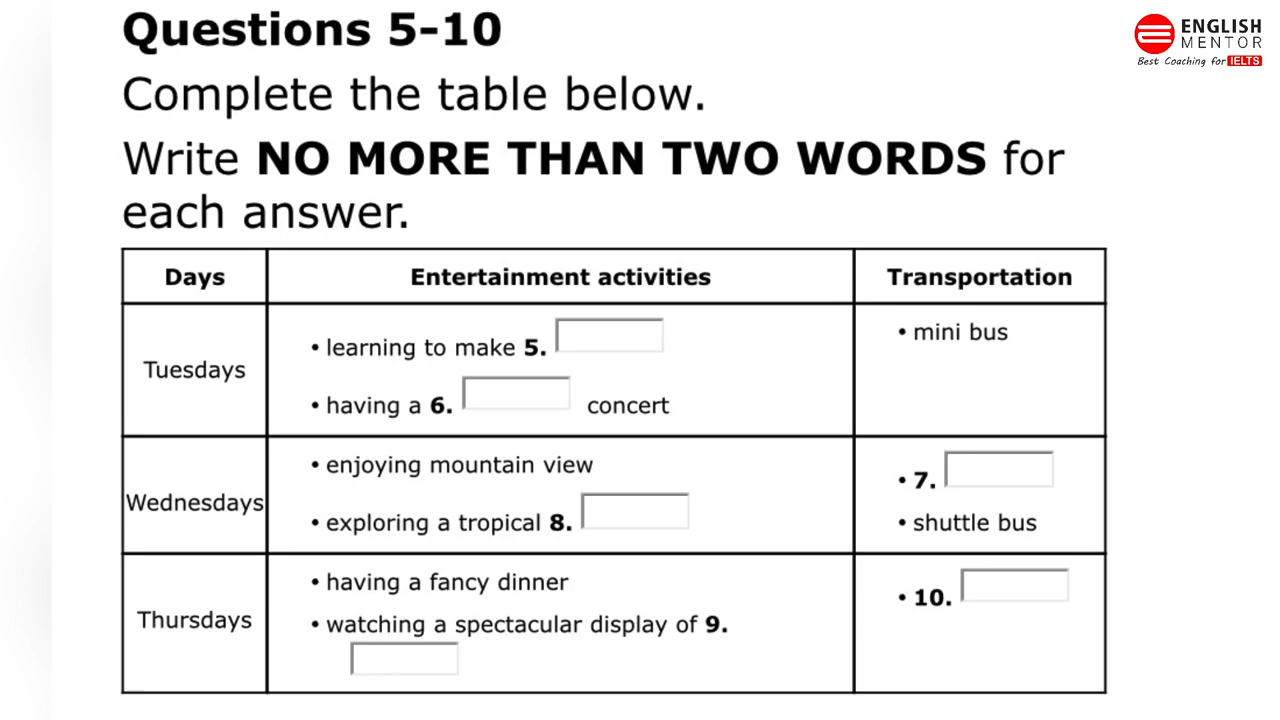 Questions 5-10
ENGLISH
MENTOR
Best Coaching for IELTS
Complete the table below.
Write NO MORE THAN TWO WORDS for
each answer.
Days
Entertainment activities
Transportation
Tuesdays
• learning to make 5.
• having a 6. concert
• mini bus
Wednesdays
• enjoying mountain view
• exploring a tropical 8.
• 7.
• shuttle bus
Thursdays
• having a fancy dinner
• watching a spectacular display of 9.
• 10.